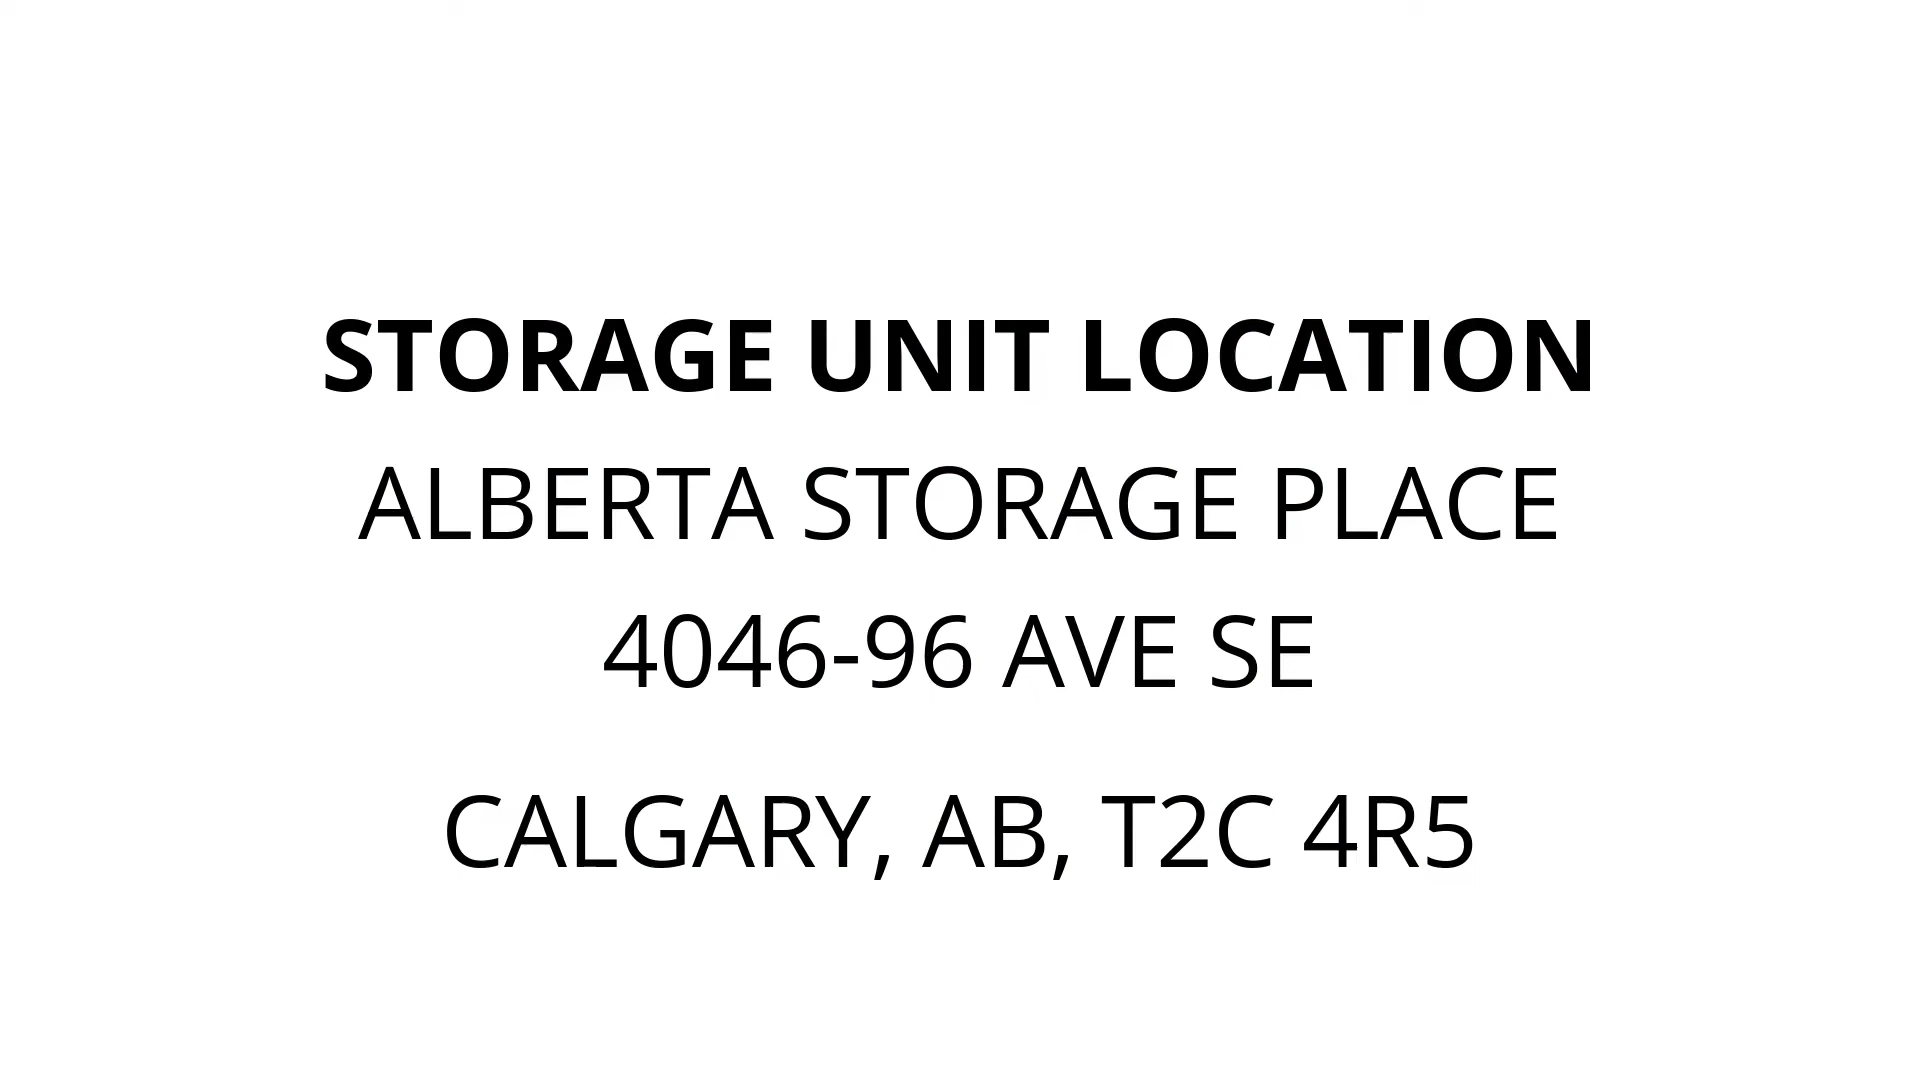 STORAGE UNIT LOCATION
ALBERTA STORAGE PLACE
4046-96 AVE SE
CALGARY, AB, T2C 4R5